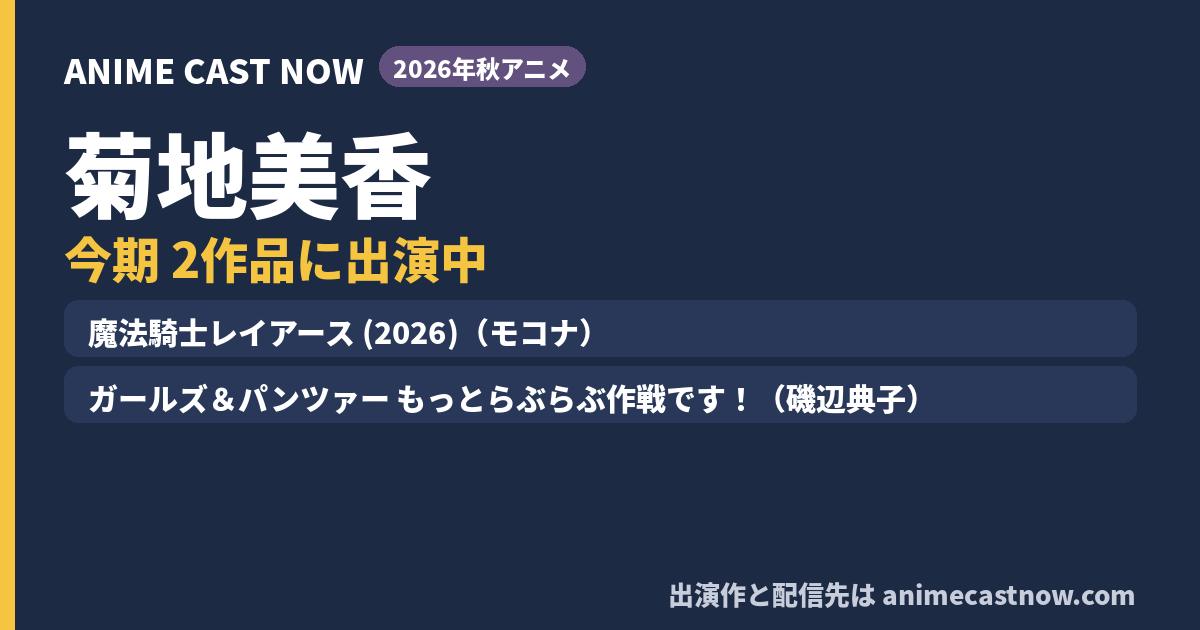 ANIME CAST NOW 2026年秋アニメ
菊地美香
今期 2作品に出演中
魔法騎士レイアース (2026)（モコナ）
ガールズ＆パンツァー もっとらぶらぶ作戦です！（磯辺典子）
出演作と配信先は animecastnow.com